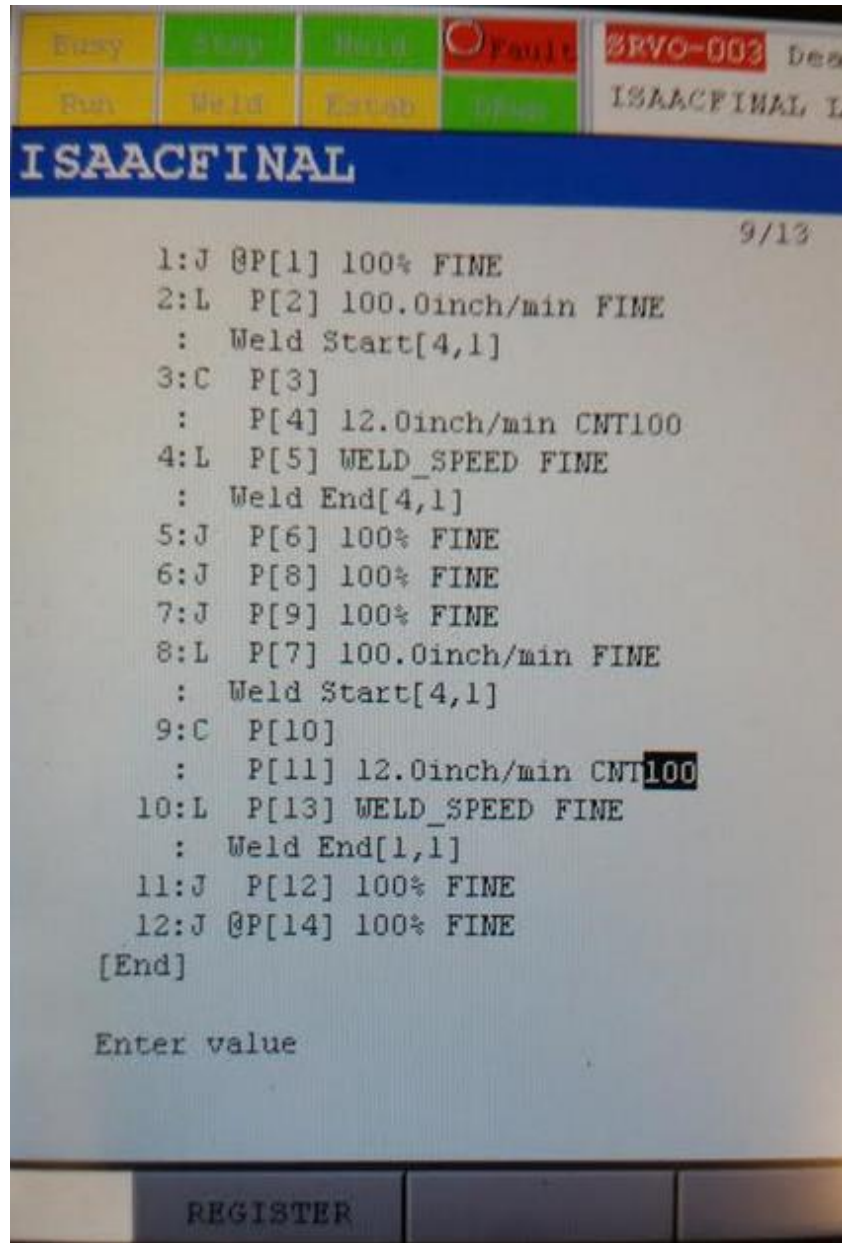 Busy Step Hold Fault SRVO-003 Dea
Run Weld ISAACFINAL L
ISAACFINAL
9/13
1:J @P[1] 100% FINE
2:L P[2] 100.0inch/min FINE
: Weld Start[4,1]
3:C P[3]
: P[4] 12.0inch/min CNT100
4:L P[5] WELD_SPEED FINE
: Weld End[4,1]
5:J P[6] 100% FINE
6:J P[8] 100% FINE
7:J P[9] 100% FINE
8:L P[7] 100.0inch/min FINE
: Weld Start[4,1]
9:C P[10]
: P[11] 12.0inch/min CNT100
10:L P[13] WELD_SPEED FINE
: Weld End[1,1]
11:J P[12] 100% FINE
12:J @P[14] 100% FINE
[End]
Enter value
REGISTER